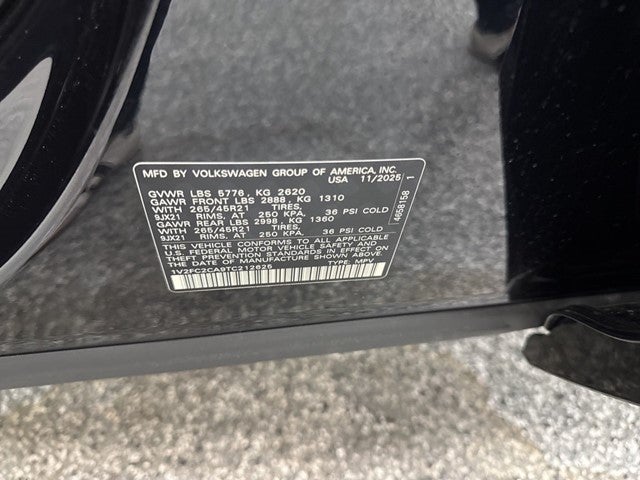 MFD BY VOLKSWAGEN GROUP OF AMERICA, INC.
USA 11/2025
GVWR LBS 5776, KG 2620
GAWR FRONT LBS 2888, KG 1310
WITH 265/45R21 TIRES,
9JX21 RIMS, AT 250 KPA, 36 PSI COLD
GAWR REAR LBS 2998, KG 1360
WITH 265/45R21 TIRES,
9JX21 RIMS, AT 250 KPA, 36 PSI COLD
THIS VEHICLE CONFORMS TO ALL APPLICABLE
U.S. FEDERAL MOTOR VEHICLE SAFETY AND
THEFT PREVENTION STANDARDS IN EFFECT ON
THE DATE OF MANUFACTURE SHOWN ABOVE.
1V2FC2CA9TC212626 TYPE: MPV
4658158 1